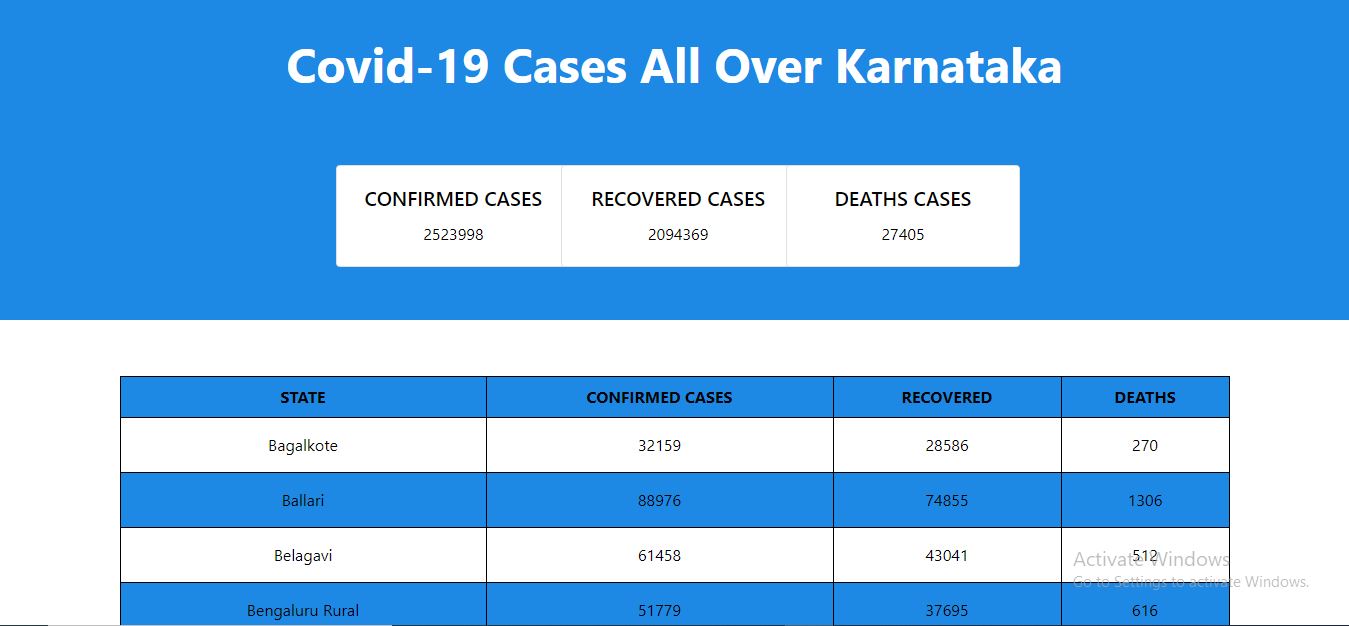 Covid-19 Cases All Over Karnataka
CONFIRMED CASES RECOVERED CASES DEATHS CASES
2523998 2094369 27405
STATE CONFIRMED CASES RECOVERED DEATHS
Bagalkote 32159 28586 270
Ballari 88976 74855 1306
Belagavi 61458 43041 512
Activate Windows
Go to Settings to activate Windows.
Bengaluru Rural 51779 37695 616